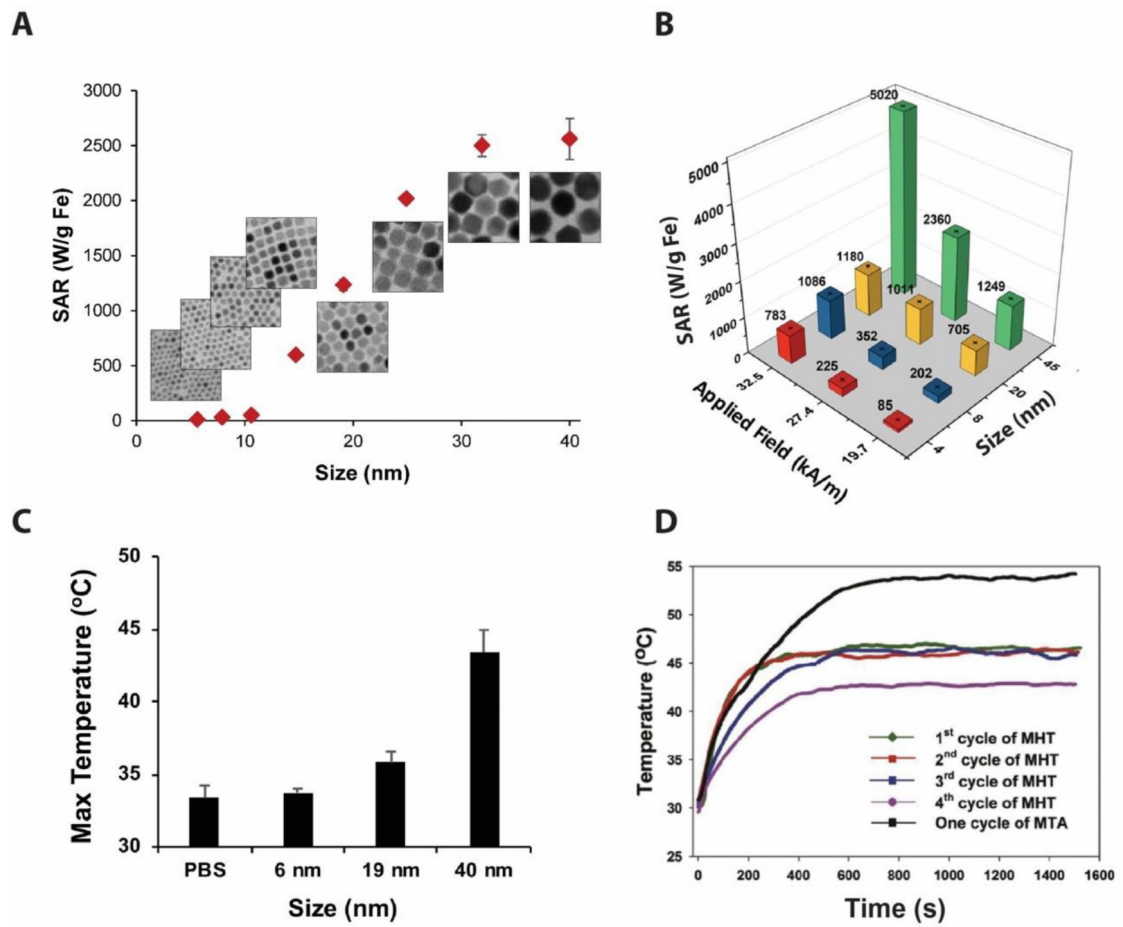 A
3000
2500
2000
1500
1000
500
0
SAR (W/g Fe)
0
10
20
30
40
Size (nm)
B
5020
2360
1249
1180
1011
705
1086
352
202
783
225
85
5000
4000
3000
2000
1000
0
SAR (W/g Fe)
32.5
27.4
19.7
Applied Field (kA/m)
4
8
20
45
Size (nm)
C
50
45
40
35
30
Max Temperature (°C)
PBS
6 nm
19 nm
40 nm
Size (nm)
D
55
50
45
40
35
30
25
Temperature (°C)
1st cycle of MHT
2nd cycle of MHT
3rd cycle of MHT
4th cycle of MHT
One cycle of MTA
0
200
400
600
800
1000
1200
1400
1600
Time (s)